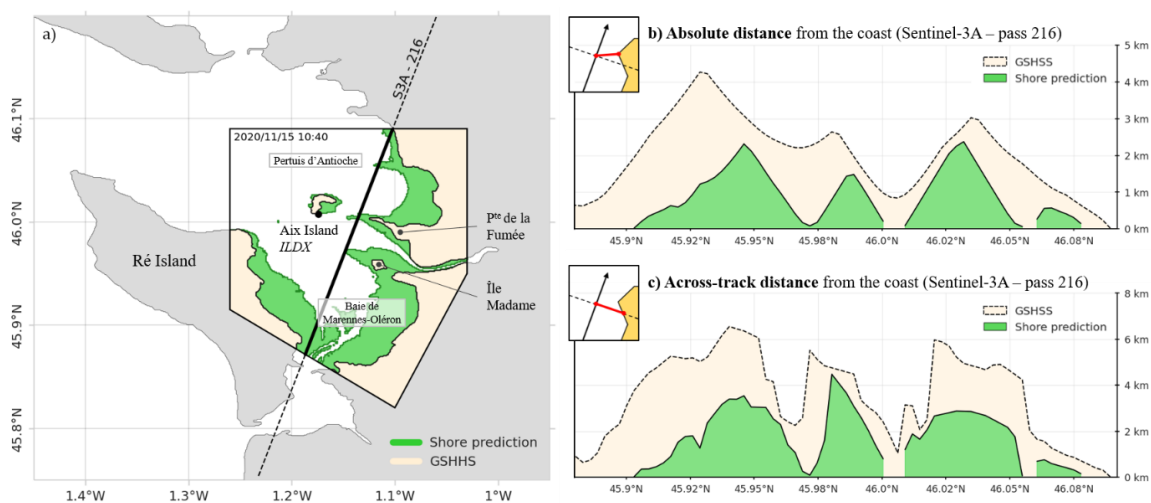 a)
S3A - 216
46.1°N
46.0°N
45.9°N
45.8°N
2020/11/15 10:40
Pertuis d'Antioche
Aix Island
ILDX
Pte de la
Fumée
Ré Island
Île
Madame
Baie de
Marennes-Oléron
Shore prediction
GSHHS
1.4°W
1.3°W
1.2°W
1.1°W
1°W
b) Absolute distance from the coast (Sentinel-3A – pass 216)
GSHSS
Shore prediction
5 km
4 km
3 km
2 km
1 km
0 km
45.9°N
45.92°N
45.95°N
45.98°N
46.0°N
46.02°N
46.05°N
46.08°N
c) Across-track distance from the coast (Sentinel-3A – pass 216)
GSHSS
Shore prediction
8 km
6 km
4 km
2 km
0 km
45.9°N
45.92°N
45.95°N
45.98°N
46.0°N
46.02°N
46.05°N
46.08°N